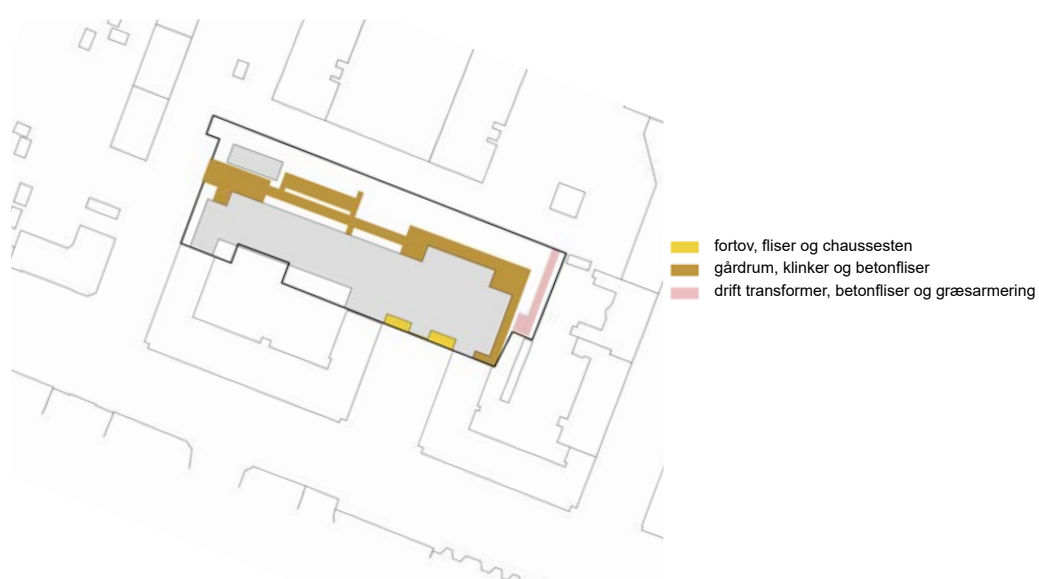 fortov, fliser og chaussesten
gårdrum, klinker og betonfliser
drift transformer, betonfliser og græsarmering